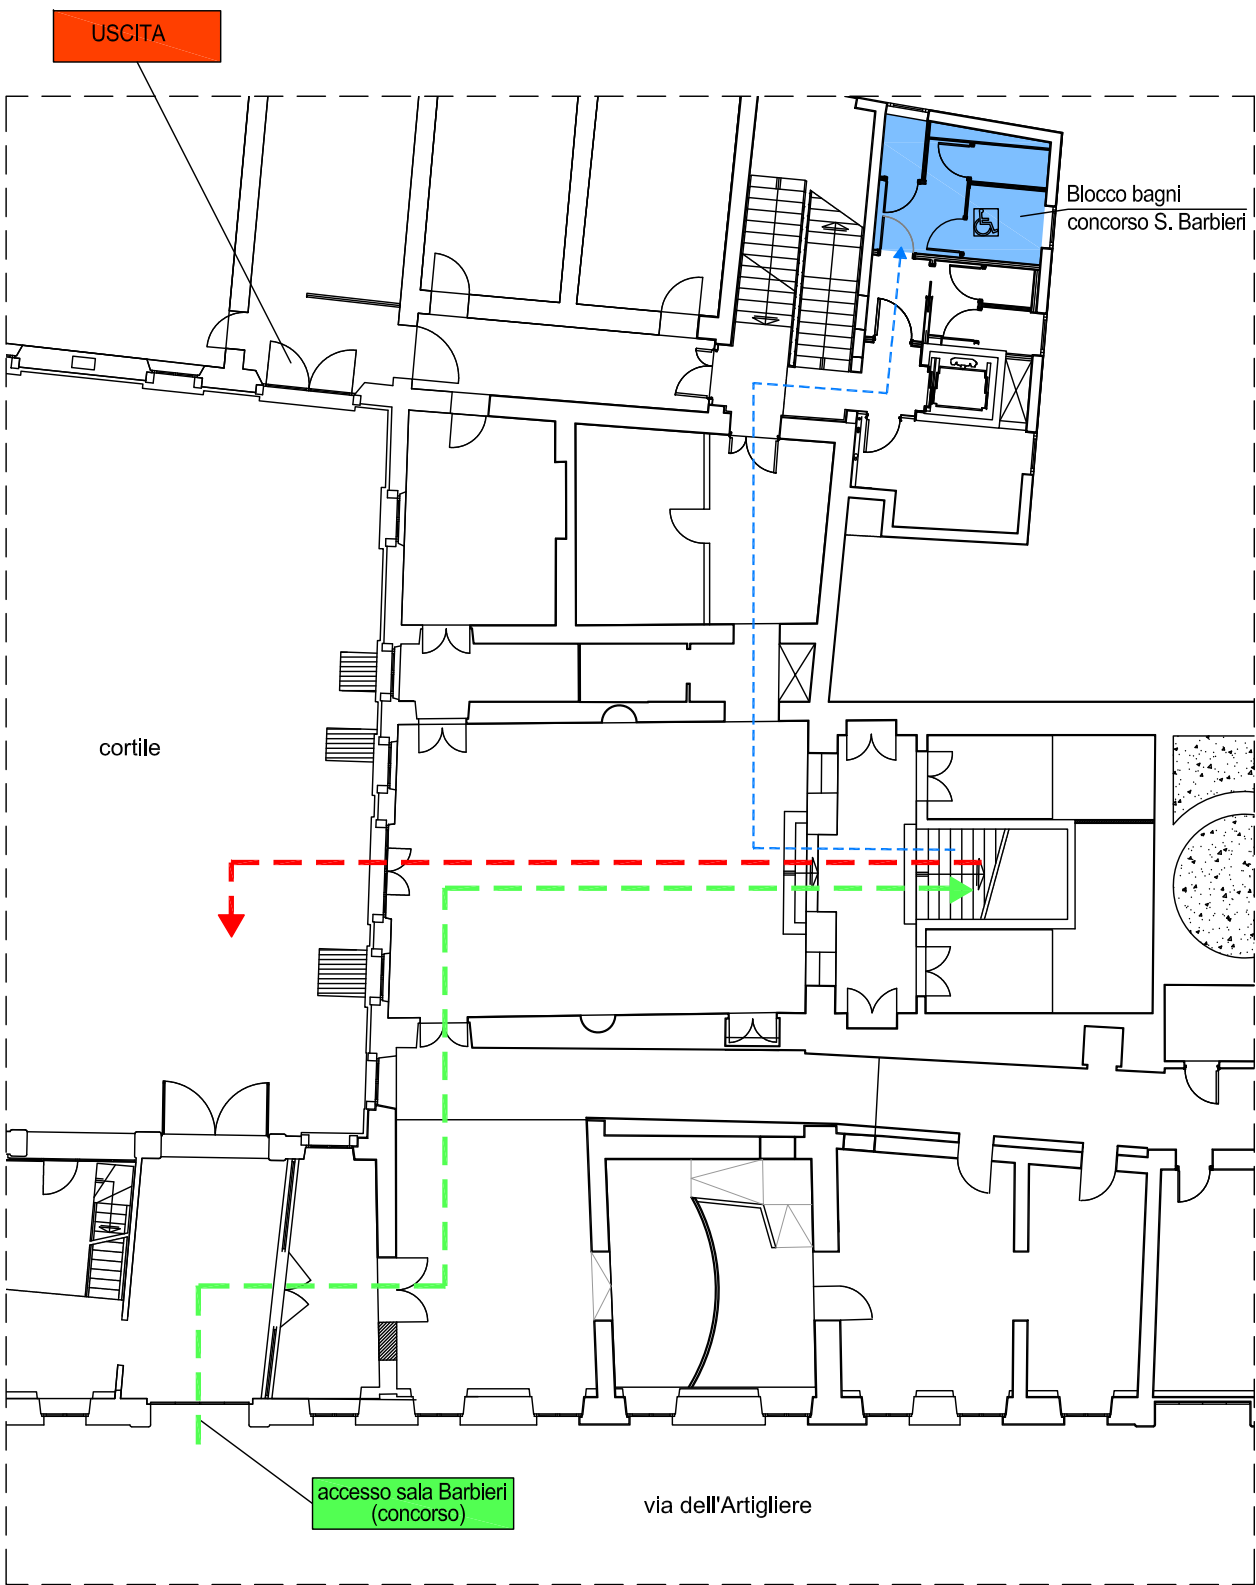 USCITA
Blocco bagni
concorso S. Barbieri
cortile
accesso sala Barbieri
(concorso)
via dell'Artigliere